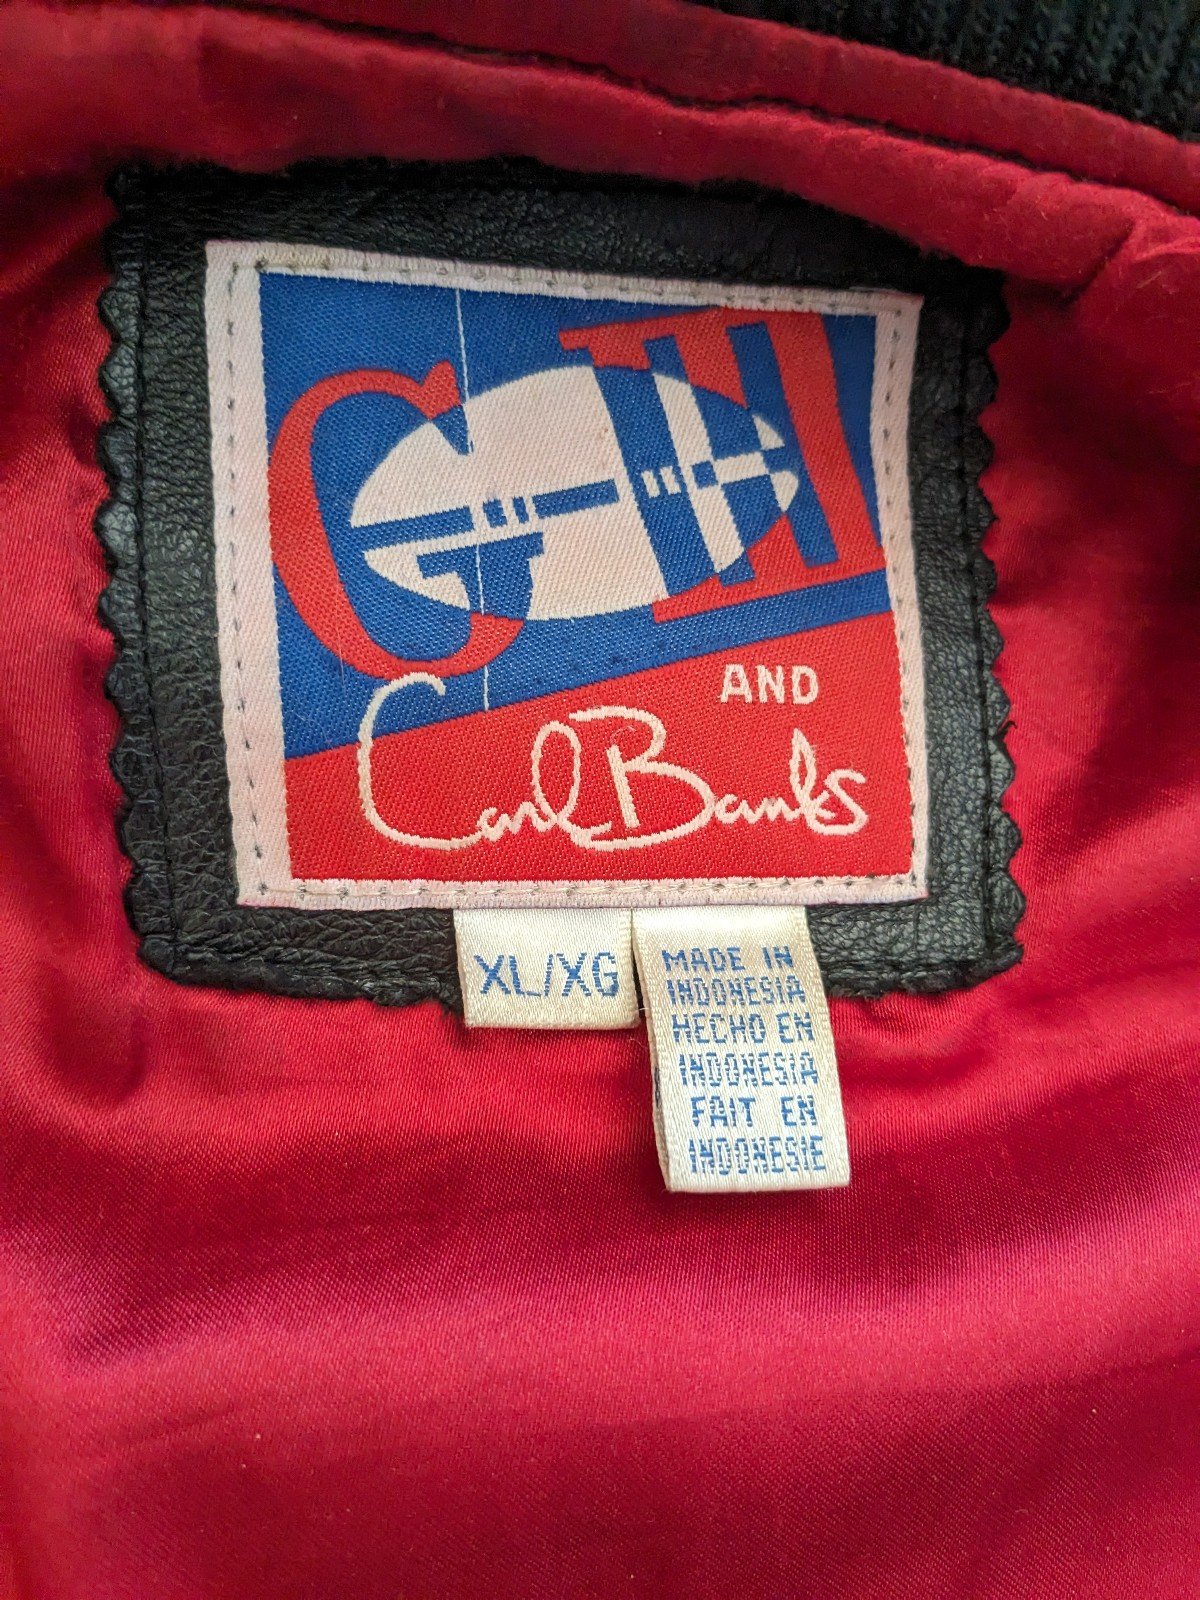 G III
AND
Carl Banks
XL/XG
MADE IN
INDONESIA
HECHO EN
INDONESIA
FAIT EN
INDONESIE